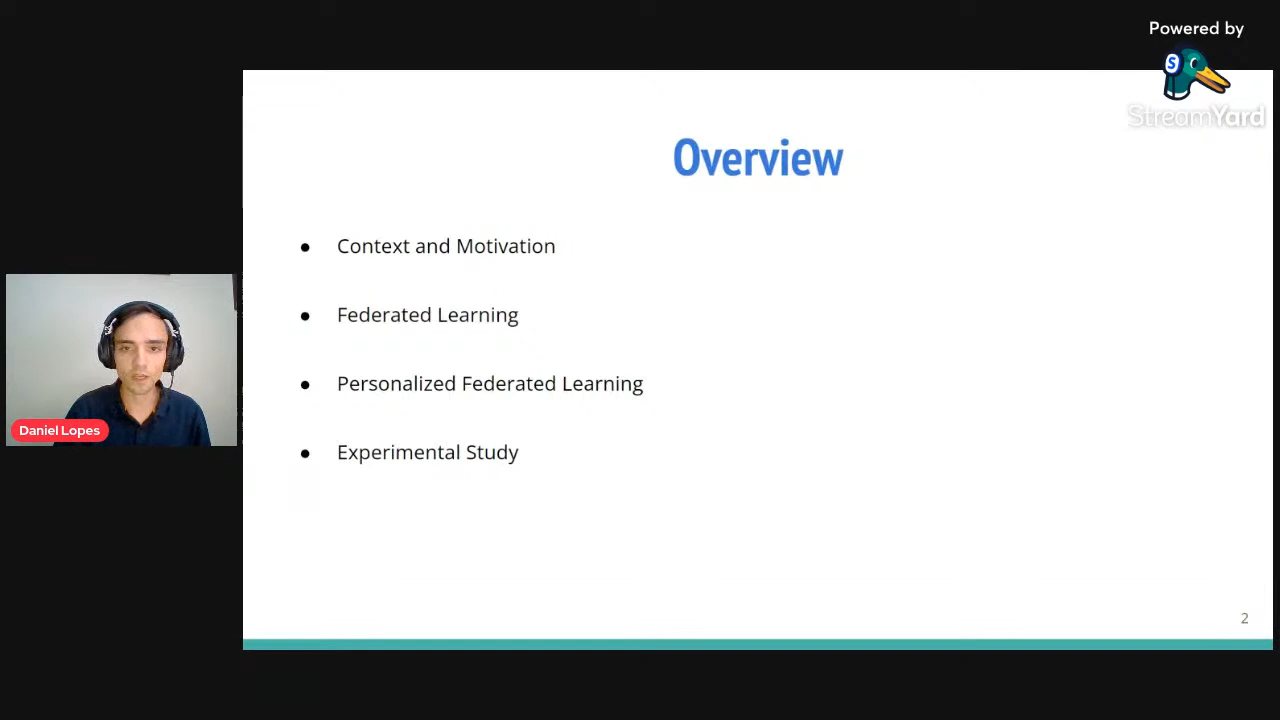 Powered by
S
StreamYard
Overview
● Context and Motivation
● Federated Learning
● Personalized Federated Learning
● Experimental Study
Daniel Lopes
2